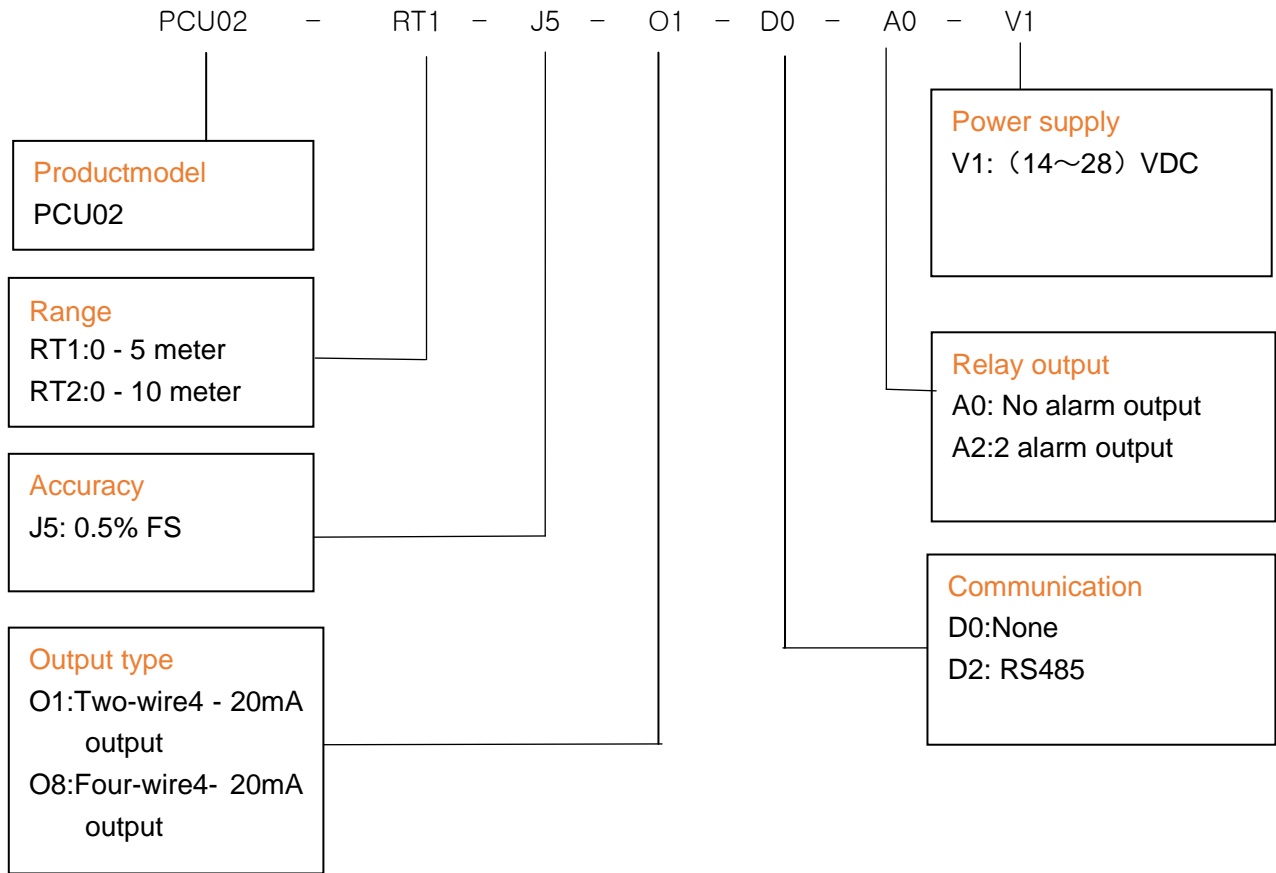 PCU02 - RT1 - J5 - O1 - D0 - A0 - V1
Productmodel
PCU02
Range
RT1:0 - 5 meter
RT2:0 - 10 meter
Accuracy
J5: 0.5% FS
Output type
O1:Two-wire4 - 20mA
output
O8:Four-wire4- 20mA
output
Power supply
V1:（14～28）VDC
Relay output
A0: No alarm output
A2:2 alarm output
Communication
D0:None
D2: RS485